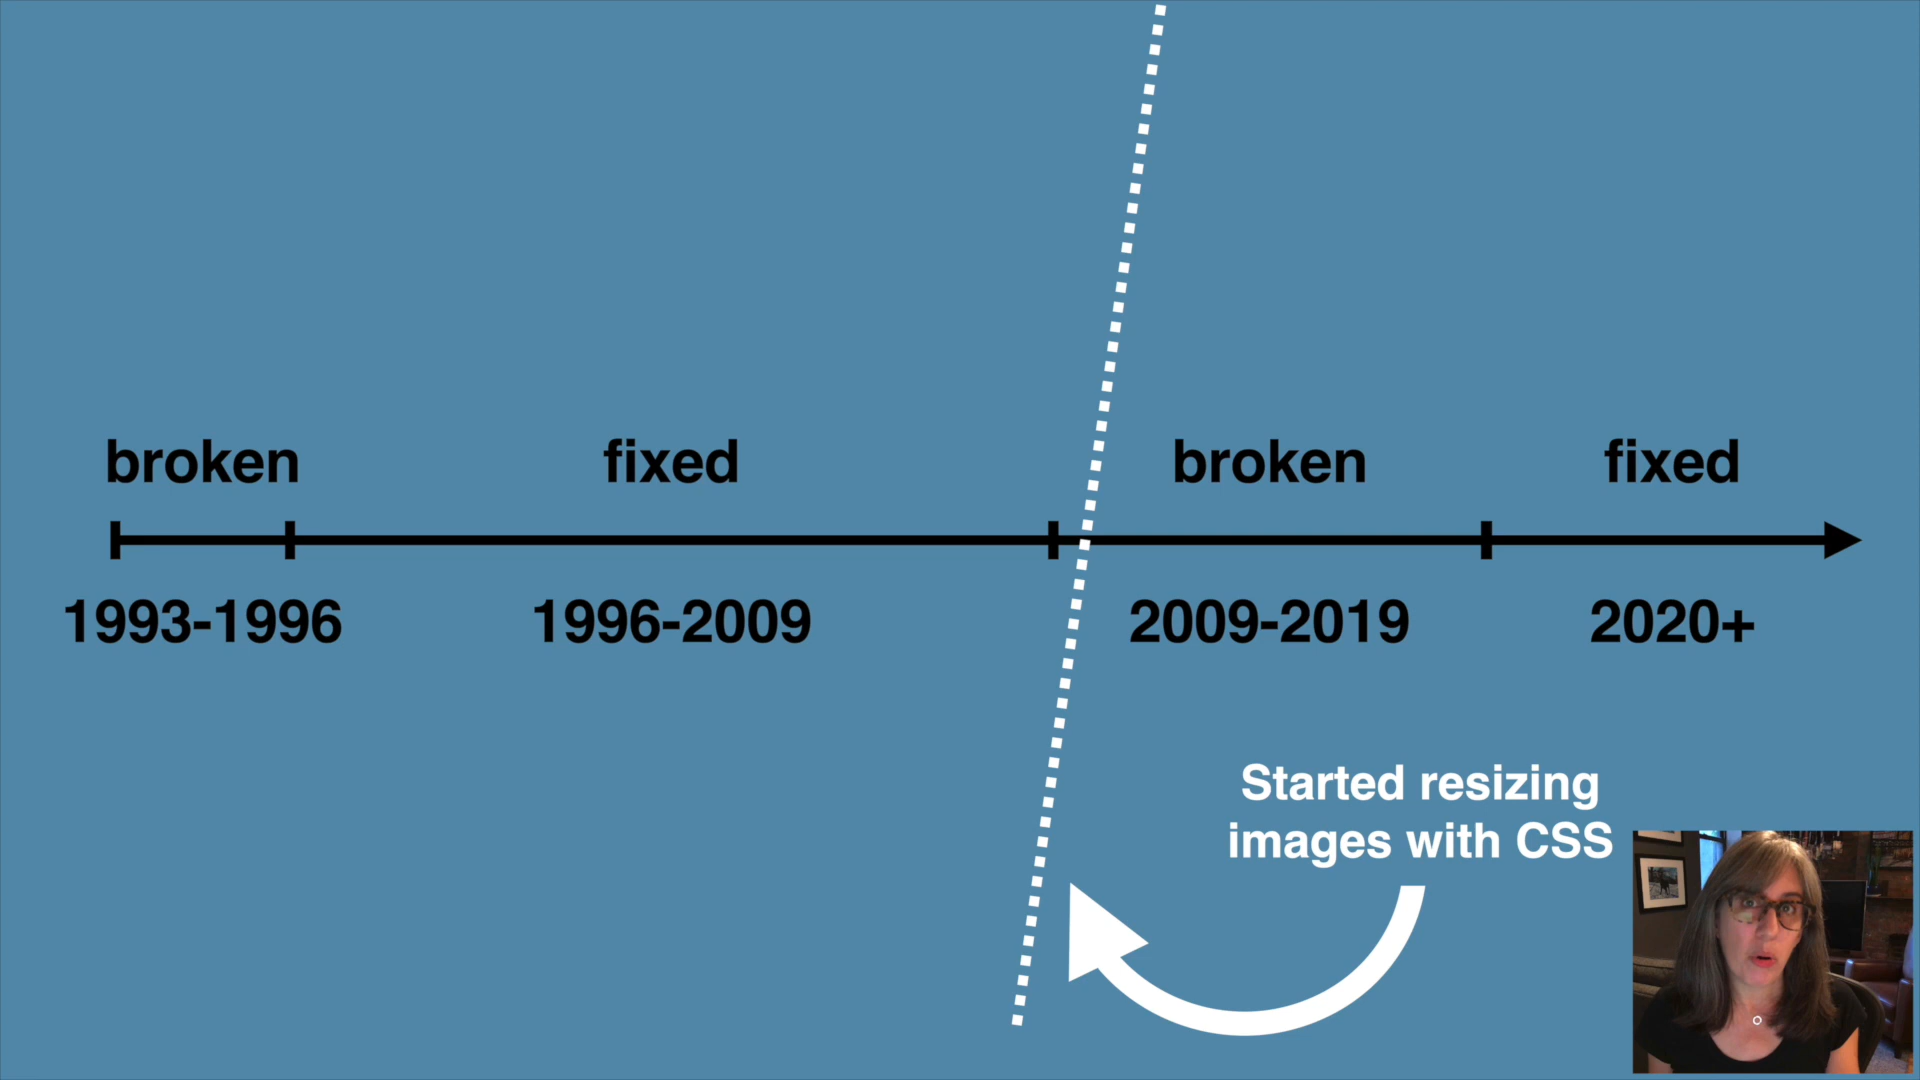 broken
fixed
broken
fixed
1993-1996
1996-2009
2009-2019
2020+
Started resizing
images with CSS